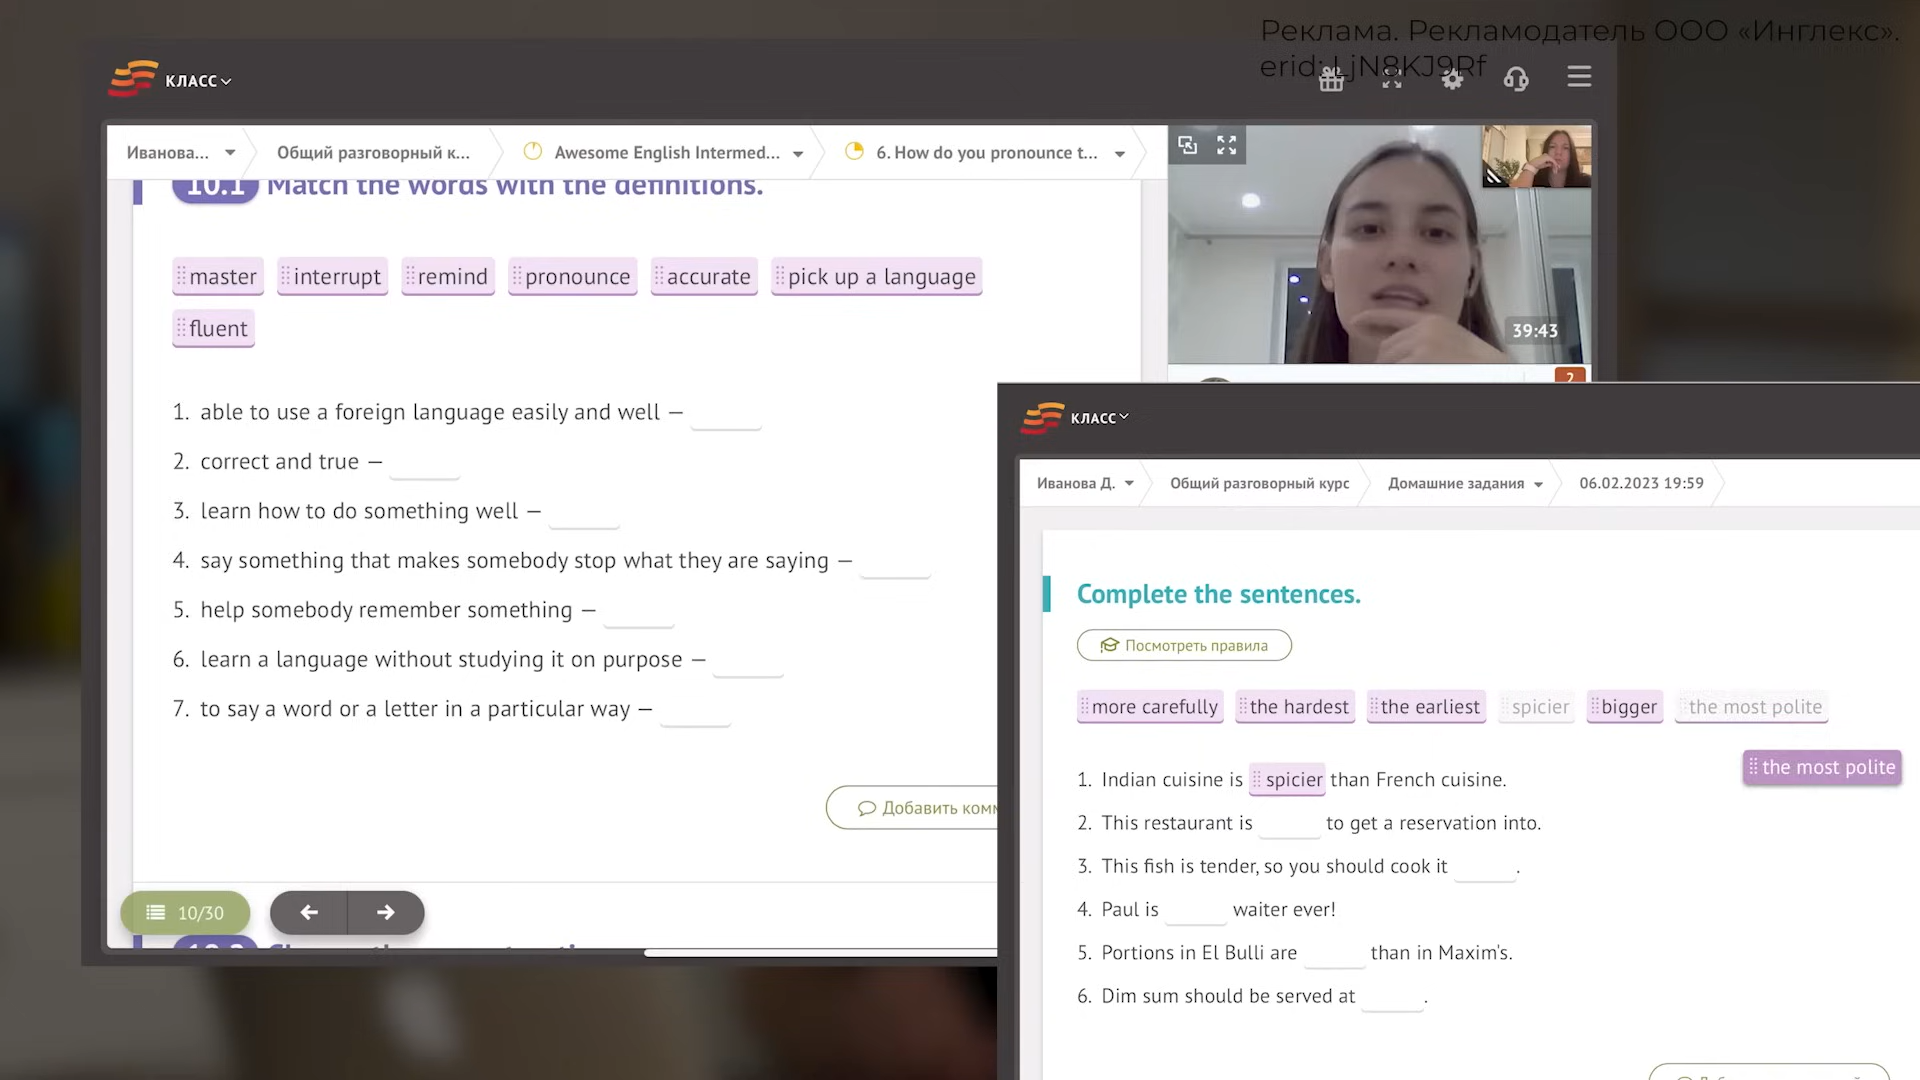 Реклама. Рекламодатель ООО «Инглекс».
erid: LjN8KJ9Rf
КЛАСС
Иванова...
Общий разговорный к...
Awesome English Intermed...
6. How do you pronounce t...
10.1 Match the words with the definitions.
master
interrupt
remind
pronounce
accurate
pick up a language
fluent
1. able to use a foreign language easily and well –
2. correct and true –
3. learn how to do something well –
4. say something that makes somebody stop what they are saying –
5. help somebody remember something –
6. learn a language without studying it on purpose –
7. to say a word or a letter in a particular way –
Добавить комм
10/30
39:43
2
КЛАСС
Иванова Д.
Общий разговорный курс
Домашние задания
06.02.2023 19:59
Complete the sentences.
Посмотреть правила
more carefully
the hardest
the earliest
spicier
bigger
the most polite
the most polite
1. Indian cuisine is spicier than French cuisine.
2. This restaurant is to get a reservation into.
3. This fish is tender, so you should cook it .
4. Paul is waiter ever!
5. Portions in El Bulli are than in Maxim's.
6. Dim sum should be served at .